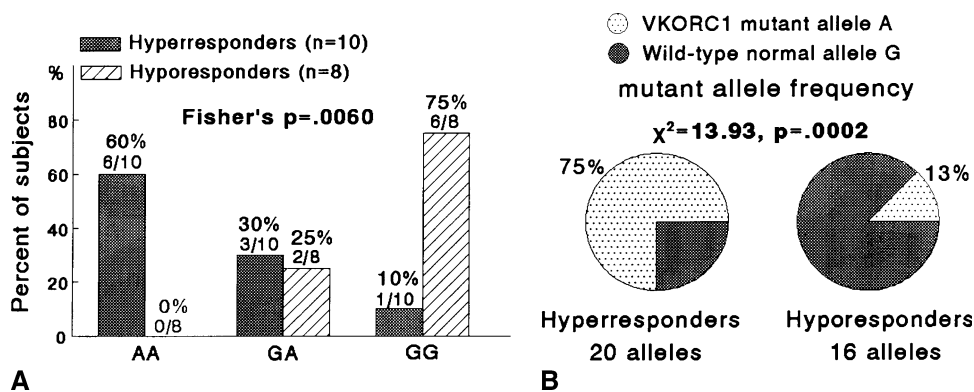 Hyperresponders (n=10)
Hyporesponders (n=8)
%
Percent of subjects
80
60
40
20
0
Fisher's p=.0060
60%
6/10
0%
0/8
30%
3/10
25%
2/8
10%
1/10
75%
6/8
AA
GA
GG
A
VKORC1 mutant allele A
Wild-type normal allele G
mutant allele frequency
χ²=13.93, p=.0002
75%
13%
Hyperresponders
20 alleles
Hyporesponders
16 alleles
B